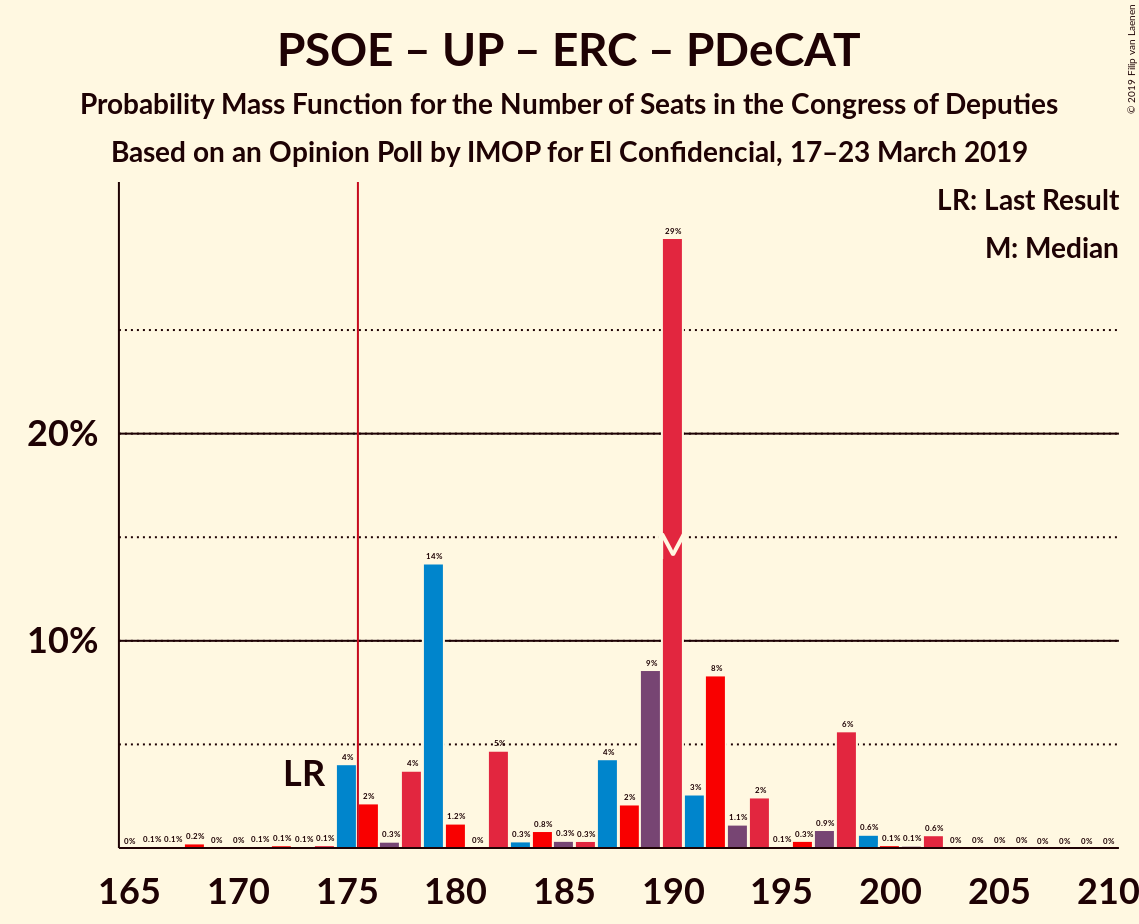 PSOE – UP – ERC – PDeCAT
Probability Mass Function for the Number of Seats in the Congress of Deputies
Based on an Opinion Poll by IMOP for El Confidencial, 17–23 March 2019
© 2019 Filip van Laenen
LR: Last Result
M: Median
20%
10%
LR
M
0% 0.1% 0.1% 0.2% 0% 0% 0.1% 0.1% 0.1% 0.1% 4% 2% 0.3% 4% 14% 1.2% 0% 5% 0.3% 0.8% 0.3% 0.3% 4% 2% 9% 29% 3% 8% 1.1% 2% 0.1% 0.3% 0.9% 6% 0.6% 0.1% 0.1% 0.6% 0% 0% 0% 0% 0% 0% 0% 0%
165 170 175 180 185 190 195 200 205 210